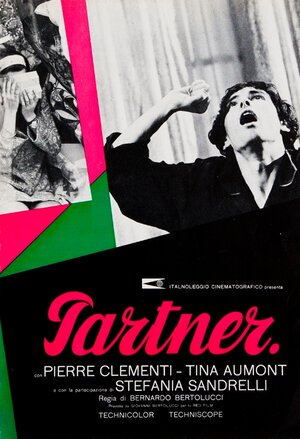 ITALNOLEGGIO CINEMATOGRAFICO presenta
Partner.
con PIERRE CLEMENTI - TINA AUMONT
e con la partecipazione di STEFANIA SANDRELLI
Regia di BERNARDO BERTOLUCCI
Prodotto da GIOVANNI BERTOLUCCI per la RED FILM
TECHNICOLOR TECHNISCOPE